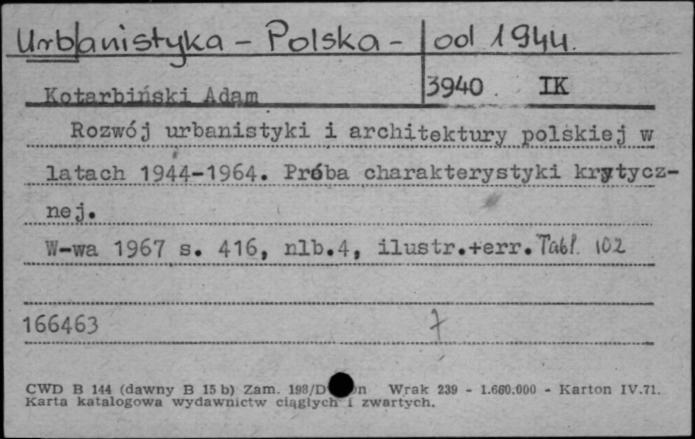 Urbanistyka - Polska - od 1944.
3940 IK
Kotarbiński Adam
Rozwój urbanistyki i architektury polskiej w
latach 1944-1964. Próba charakterystyki krytycz-
nej.
W-wa 1967 s. 416, nlb.4, ilustr.+err. Tabl. 102
166463
CWD B 144 (dawny B 15 b) Zam. 198/D Wrak 239 - 1.660.000 - Karton IV.71.
Karta katalogowa wydawnictw ciągłych i zwartych.